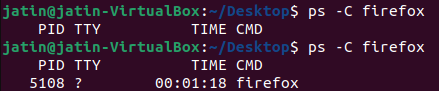 jatin@jatin-VirtualBox:~/Desktop$ ps -C firefox
    PID TTY          TIME CMD
jatin@jatin-VirtualBox:~/Desktop$ ps -C firefox
    PID TTY          TIME CMD
   5108 ?        00:01:18 firefox